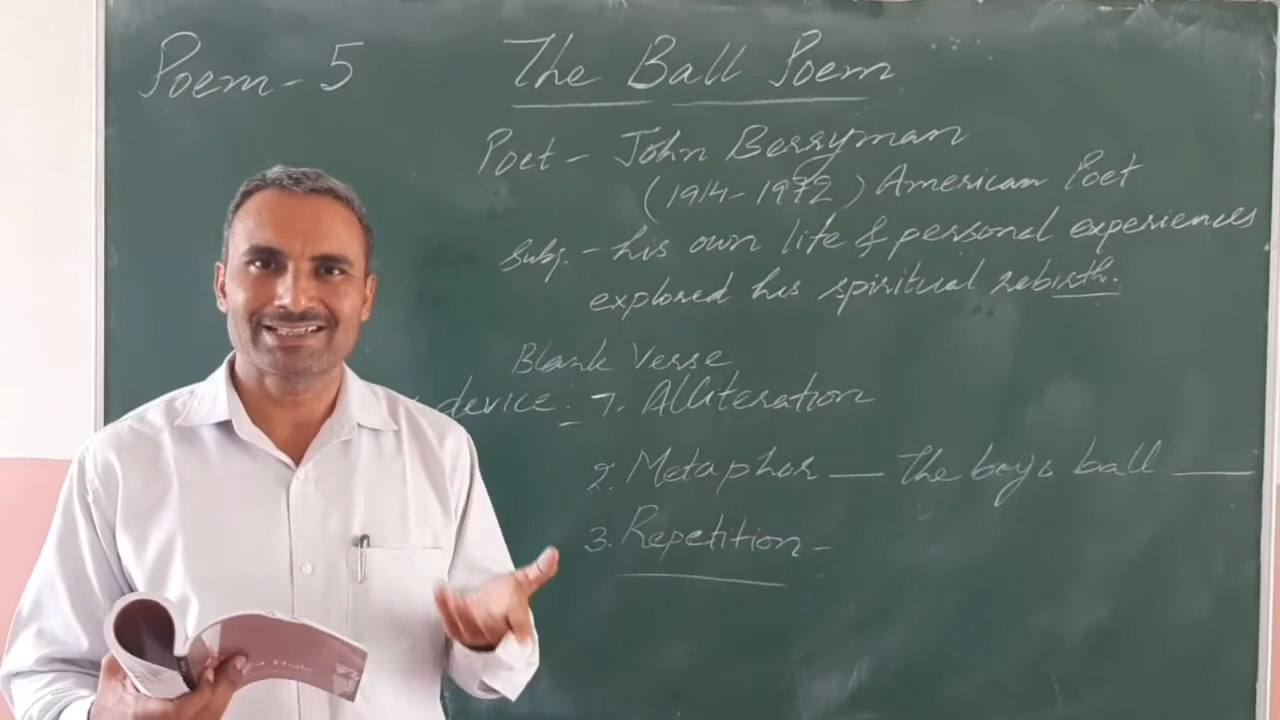 Poem-5
The Ball Poem
Poet - John Berryman
(1914-1972) American Poet
Subj. - his own life & personal experiences
explored his spiritual rebirth.
Blank Verse
device. 1. Alliteration
2. Metaphor — The boy's ball —
3. Repetition -